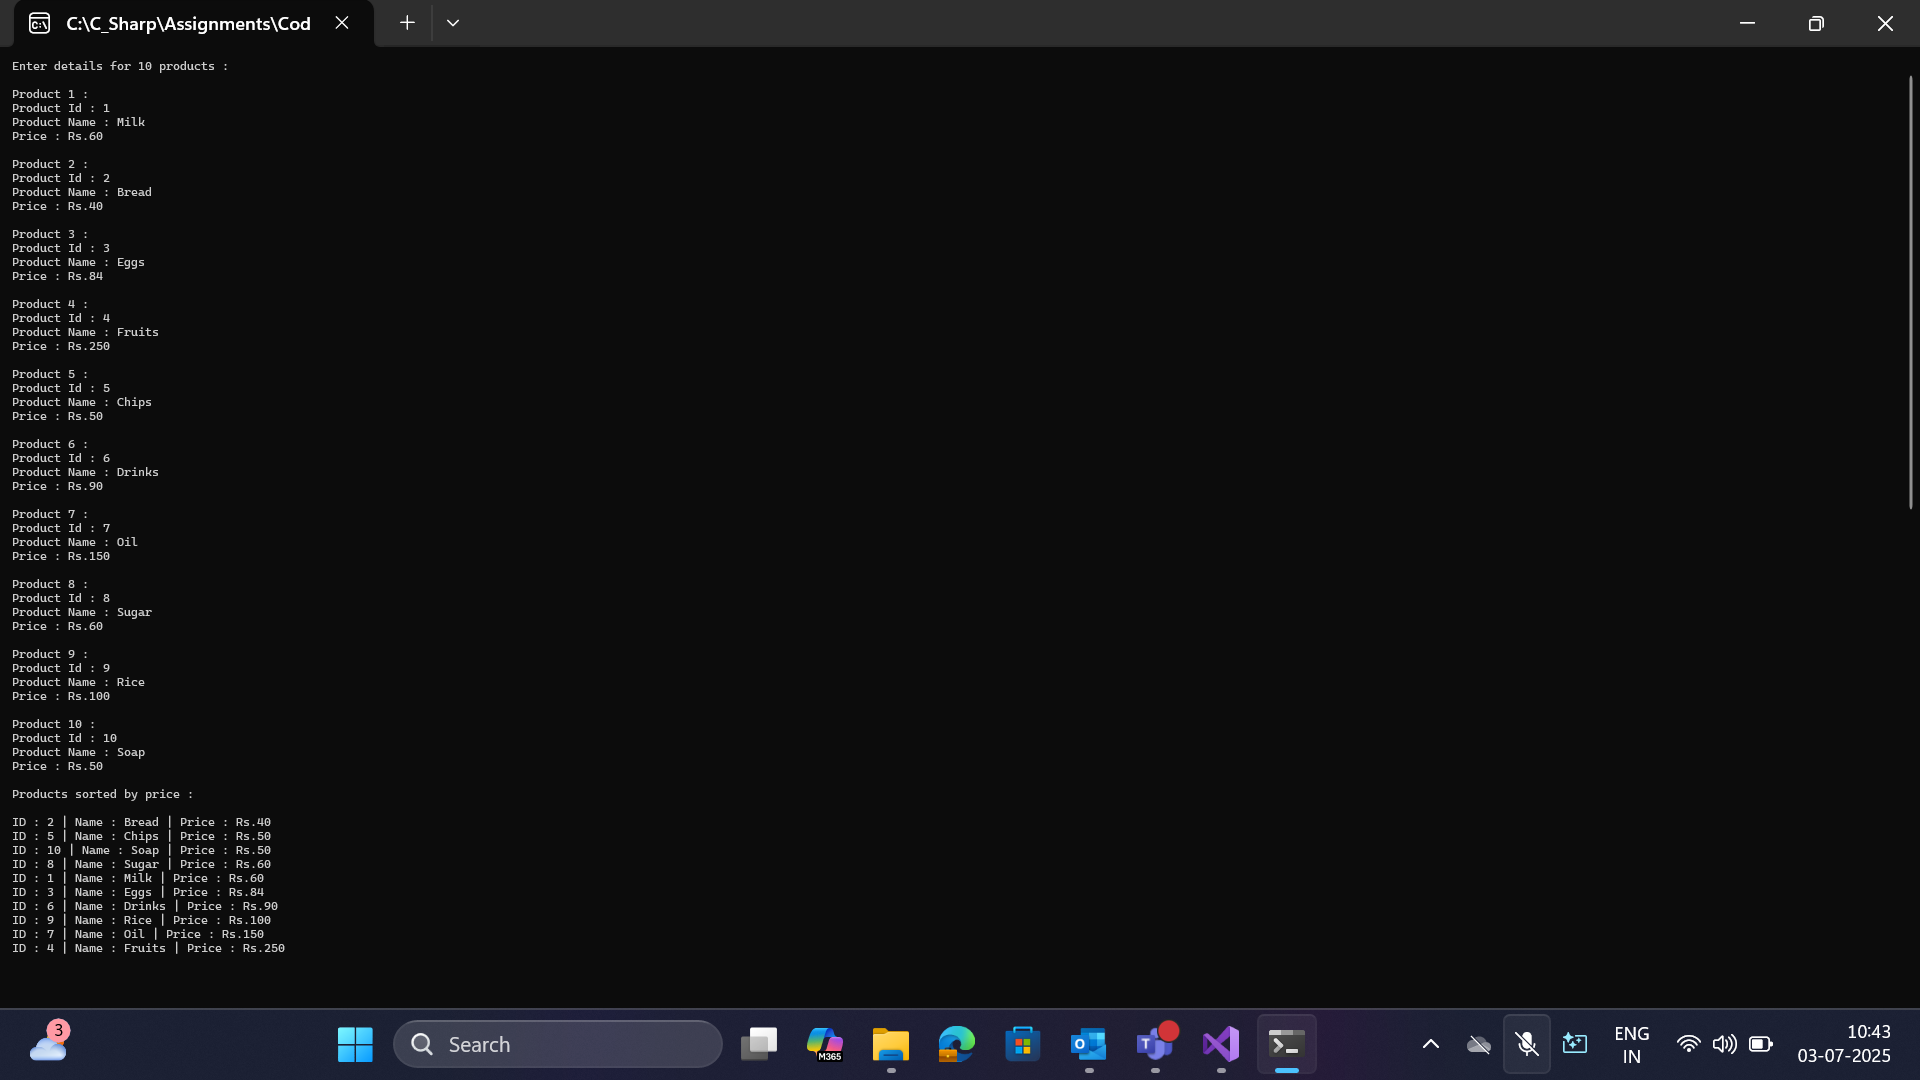 C:\C_Sharp\Assignments\Cod
Enter details for 10 products :
Product 1 :
Product Id : 1
Product Name : Milk
Price : Rs.60
Product 2 :
Product Id : 2
Product Name : Bread
Price : Rs.40
Product 3 :
Product Id : 3
Product Name : Eggs
Price : Rs.84
Product 4 :
Product Id : 4
Product Name : Fruits
Price : Rs.250
Product 5 :
Product Id : 5
Product Name : Chips
Price : Rs.50
Product 6 :
Product Id : 6
Product Name : Drinks
Price : Rs.90
Product 7 :
Product Id : 7
Product Name : Oil
Price : Rs.150
Product 8 :
Product Id : 8
Product Name : Sugar
Price : Rs.60
Product 9 :
Product Id : 9
Product Name : Rice
Price : Rs.100
Product 10 :
Product Id : 10
Product Name : Soap
Price : Rs.50
Products sorted by price :
ID : 2 | Name : Bread | Price : Rs.40
ID : 5 | Name : Chips | Price : Rs.50
ID : 10 | Name : Soap | Price : Rs.50
ID : 8 | Name : Sugar | Price : Rs.60
ID : 1 | Name : Milk | Price : Rs.60
ID : 3 | Name : Eggs | Price : Rs.84
ID : 6 | Name : Drinks | Price : Rs.90
ID : 9 | Name : Rice | Price : Rs.100
ID : 7 | Name : Oil | Price : Rs.150
ID : 4 | Name : Fruits | Price : Rs.250
3
Search
M365
ENG
IN
10:43
03-07-2025